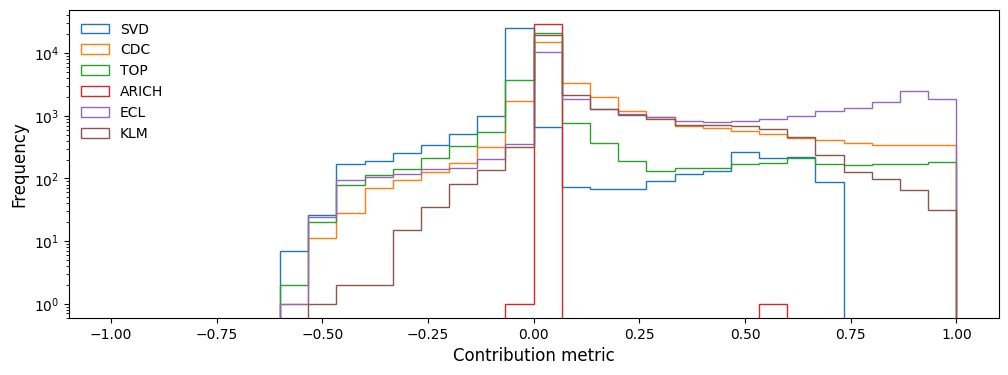 SVD
CDC
TOP
ARICH
ECL
KLM
Frequency
10⁴
10³
10²
10¹
10⁰
−1.00 −0.75 −0.50 −0.25 0.00 0.25 0.50 0.75 1.00
Contribution metric